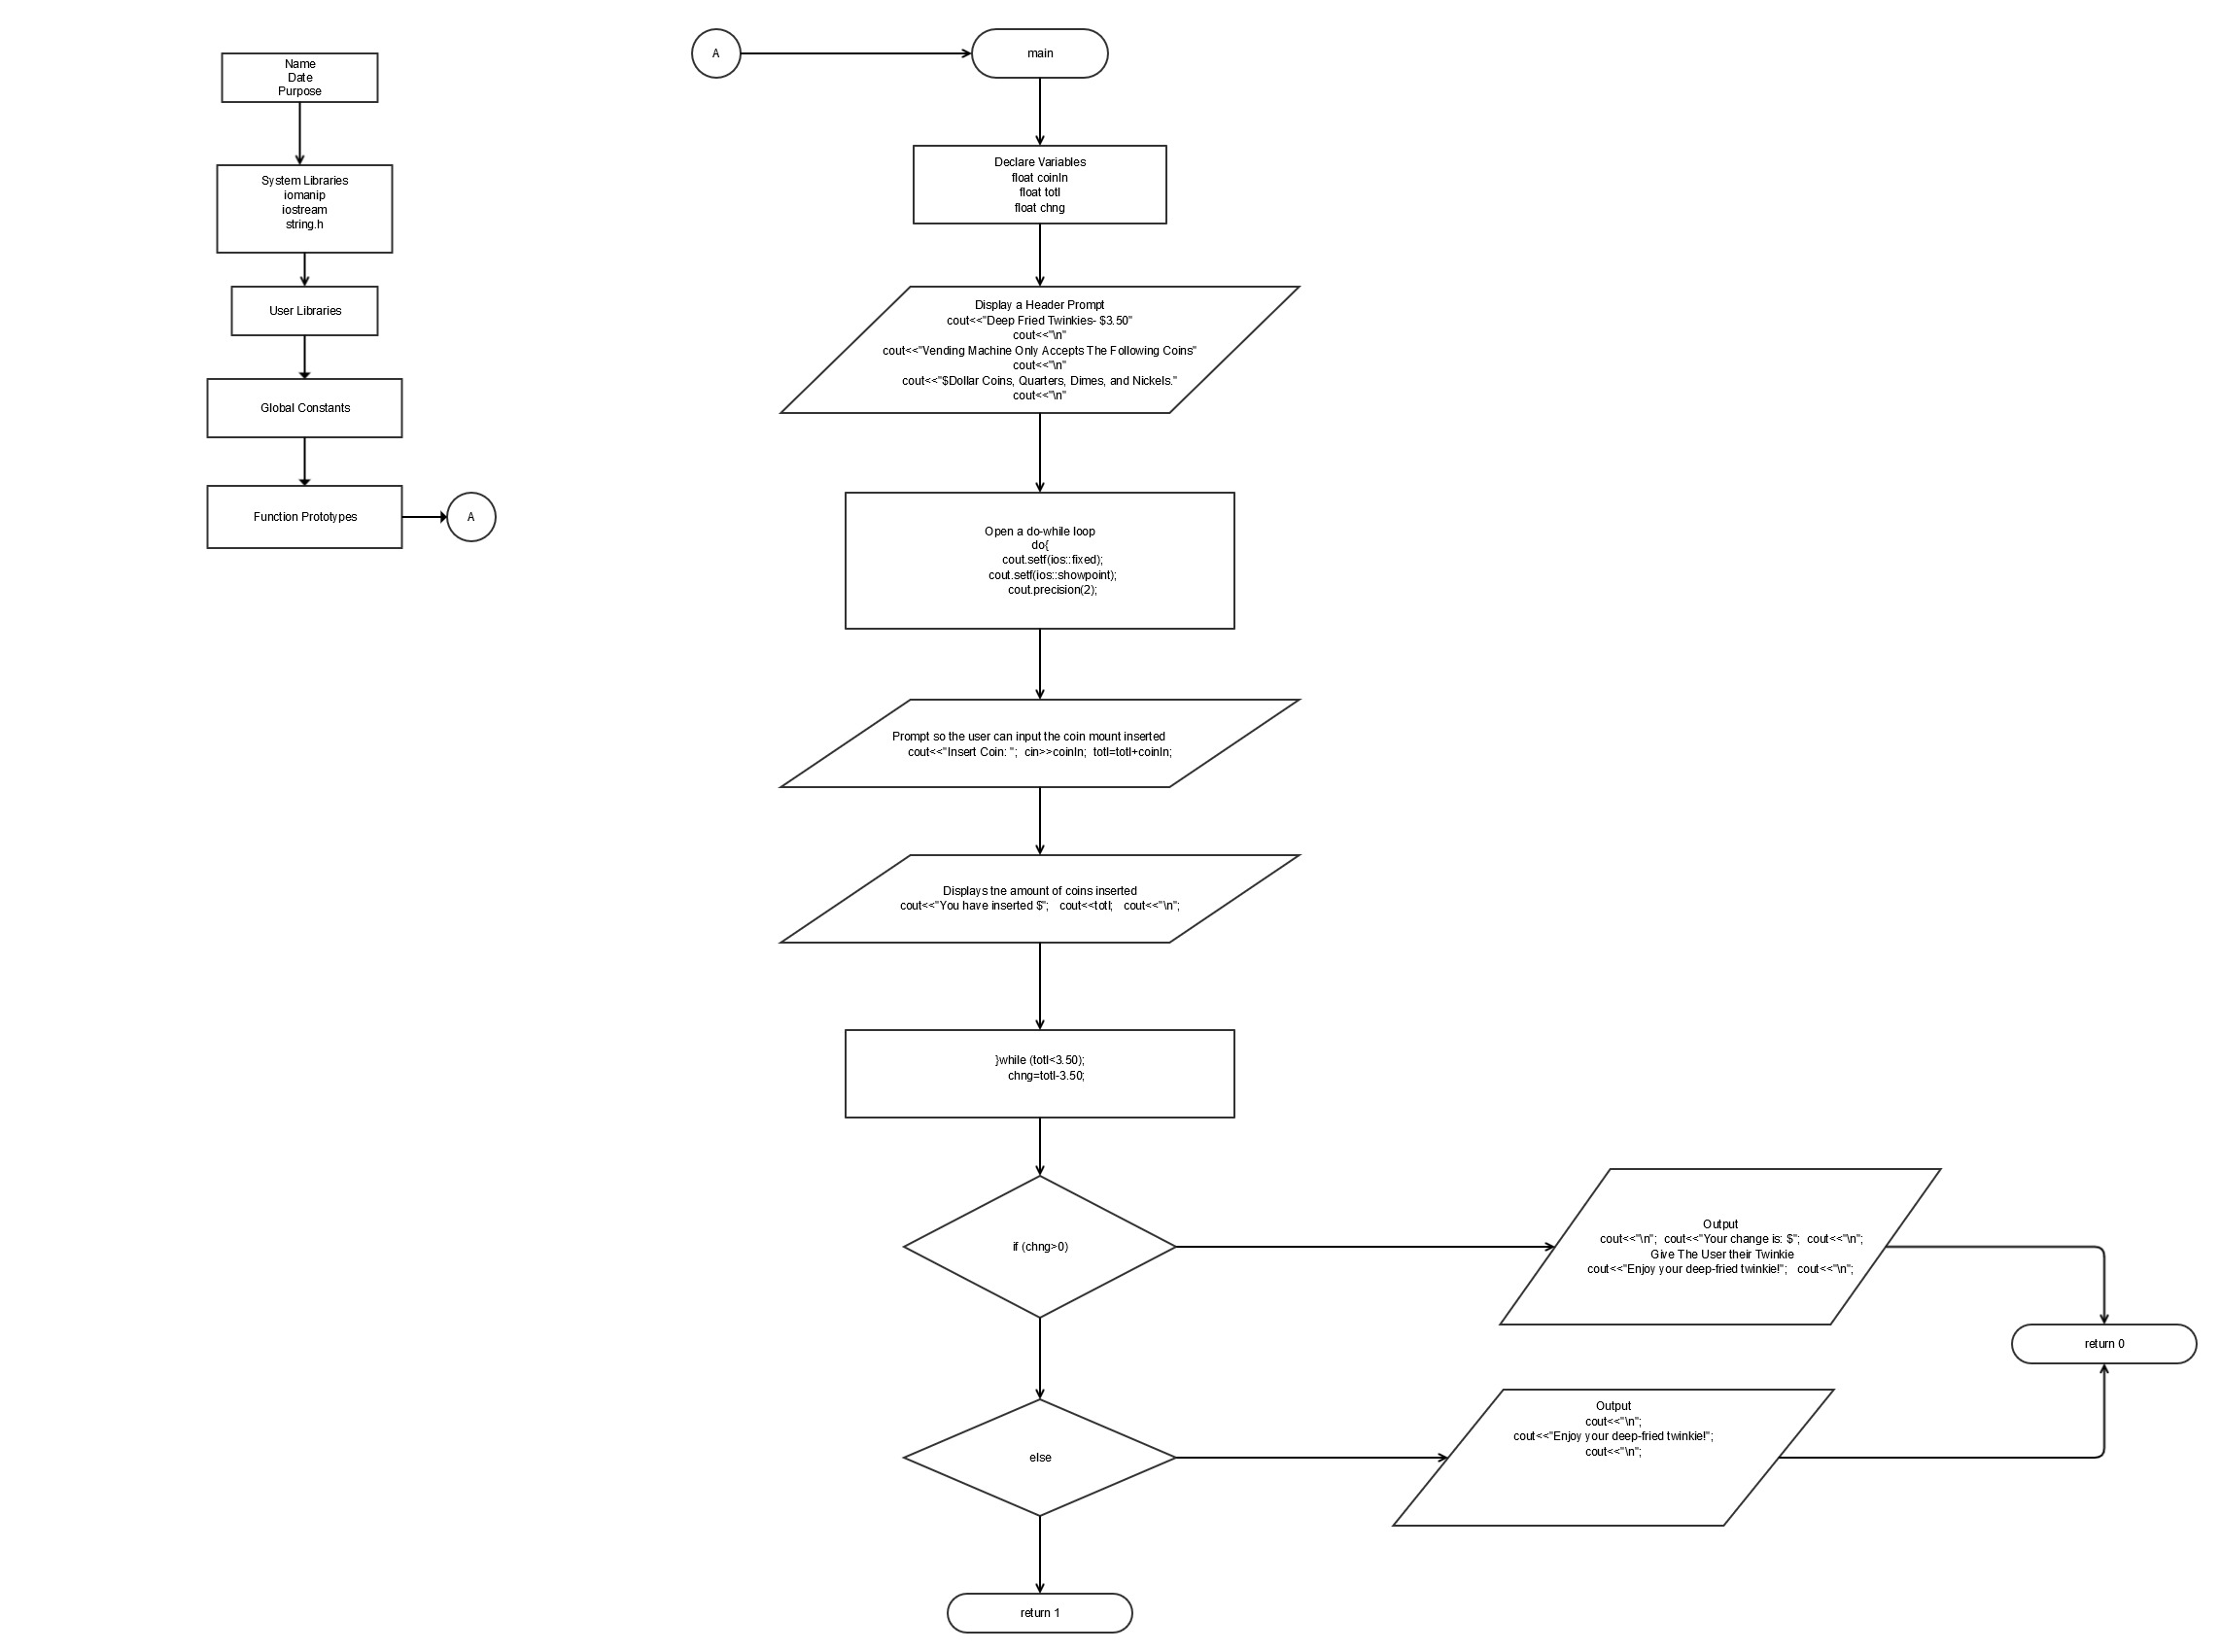 Name
Date
Purpose
System Libraries
iomanip
iostream
string.h
User Libraries
Global Constants
Function Prototypes
A
A
main
Declare Variables
float coinIn
float totl
float chng
Display a Header Prompt
cout<<"Deep Fried Twinkies- $3.50"
cout<<"\n"
cout<<"Vending Machine Only Accepts The Following Coins"
cout<<"\n"
cout<<"$Dollar Coins, Quarters, Dimes, and Nickels."
cout<<"\n"
Open a do-while loop
do{
cout.setf(ios::fixed);
cout.setf(ios::showpoint);
cout.precision(2);
Prompt so the user can input the coin mount inserted
cout<<"Insert Coin: "; cin>>coinIn; totl=totl+coinIn;
Displays tne amount of coins inserted
cout<<"You have inserted $"; cout<<totl; cout<<"\n";
}while (totl<3.50);
chng=totl-3.50;
if (chng>0)
Output
cout<<"\n"; cout<<"Your change is: $"; cout<<"\n";
Give The User their Twinkie
cout<<"Enjoy your deep-fried twinkie!"; cout<<"\n";
return 0
else
Output
cout<<"\n";
cout<<"Enjoy your deep-fried twinkie!";
cout<<"\n";
return 1